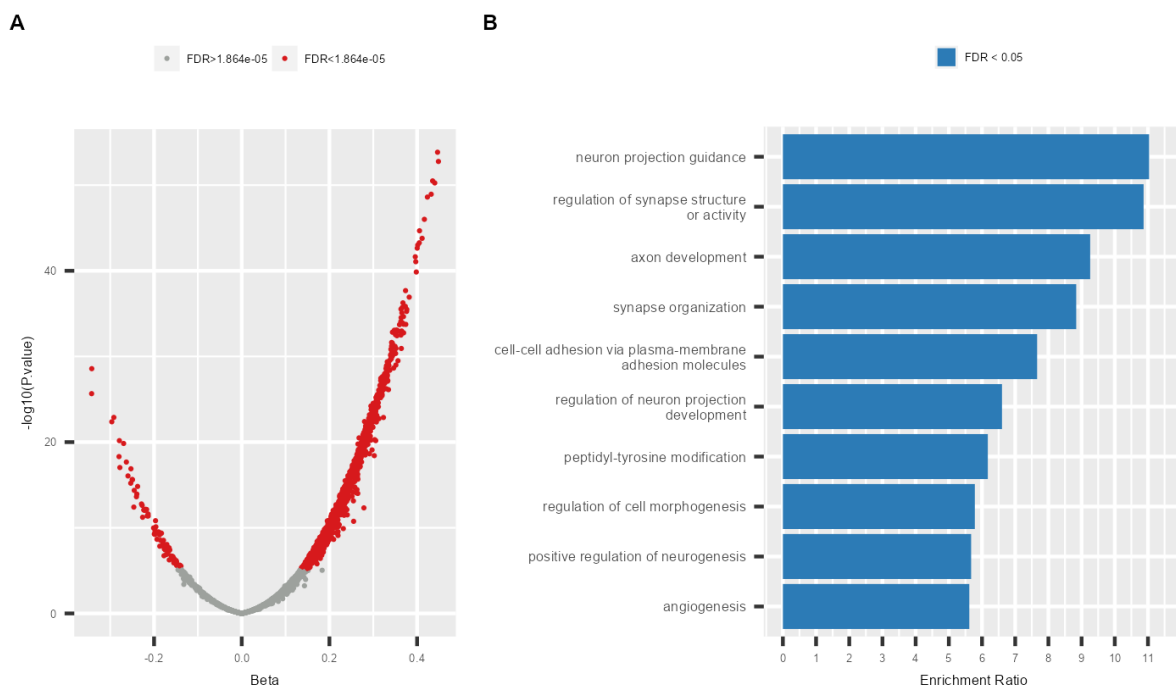 A
FDR>1.864e-05
FDR<1.864e-05
-log10(P.value)
40
20
0
-0.2
0.0
0.2
0.4
Beta
B
FDR < 0.05
neuron projection guidance
regulation of synapse structure
or activity
axon development
synapse organization
cell-cell adhesion via plasma-membrane
adhesion molecules
regulation of neuron projection
development
peptidyl-tyrosine modification
regulation of cell morphogenesis
positive regulation of neurogenesis
angiogenesis
0
1
2
3
4
5
6
7
8
9
10
11
Enrichment Ratio